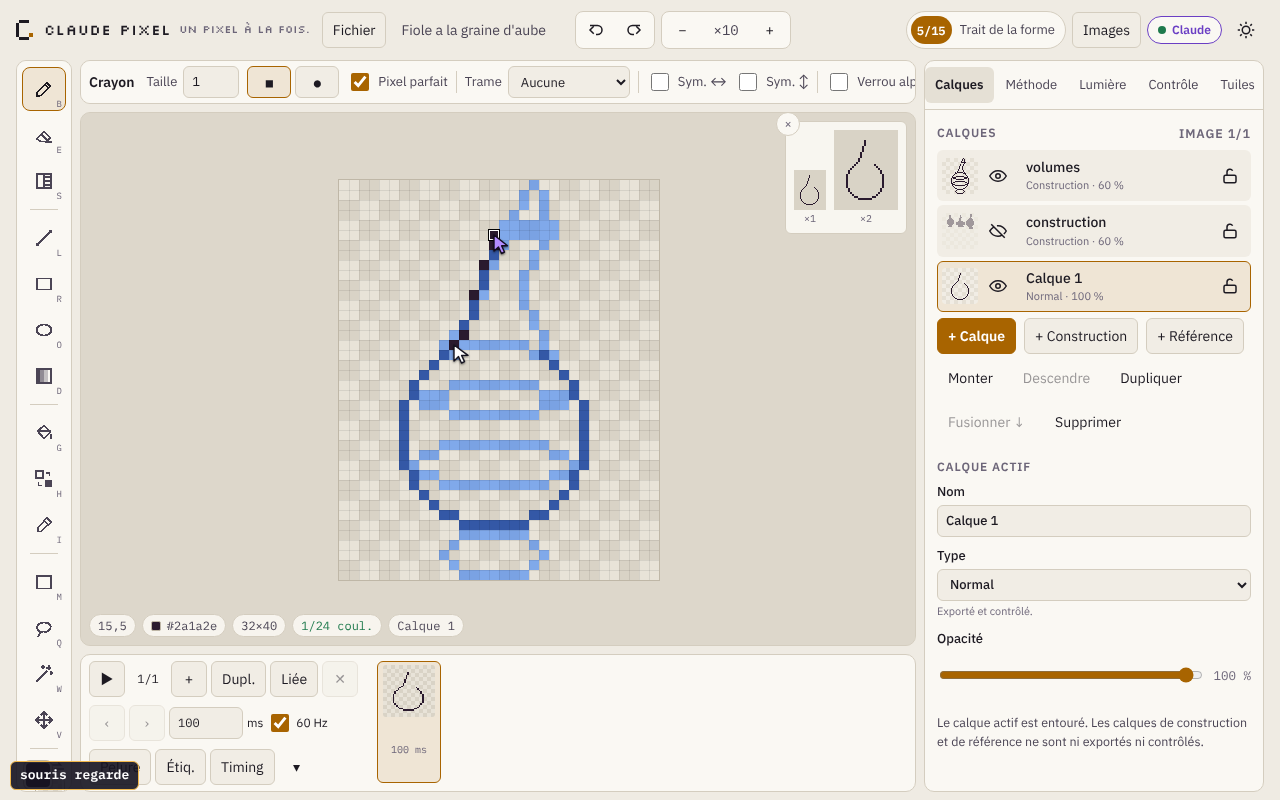 CLAUDE PIXEL UN PIXEL À LA FOIS. Fichier Fiole a la graine d'aube − ×10 + 5/15 Trait de la forme Images Claude
Crayon Taille 1 Pixel parfait Trame Aucune Sym. ↔ Sym. ↕ Verrou alp
Calques Méthode Lumière Contrôle Tuiles
B
E
S
L
R
O
D
G
H
I
M
Q
W
V
×
×1 ×2
CALQUES IMAGE 1/1
volumes
Construction · 60 %
construction
Construction · 60 %
Calque 1
Normal · 100 %
+ Calque + Construction + Référence
Monter Descendre Dupliquer
Fusionner ↓ Supprimer
CALQUE ACTIF
Nom
Calque 1
Type
Normal
Exporté et contrôlé.
Opacité
100 %
Le calque actif est entouré. Les calques de construction
et de référence ne sont ni exportés ni contrôlés.
15,5 #2a1a2e 32×40 1/24 coul. Calque 1
▶ 1/1 + Dupl. Liée ×
‹ › 100 ms 60 Hz
Étiq. Timing ▼
100 ms
souris regarde